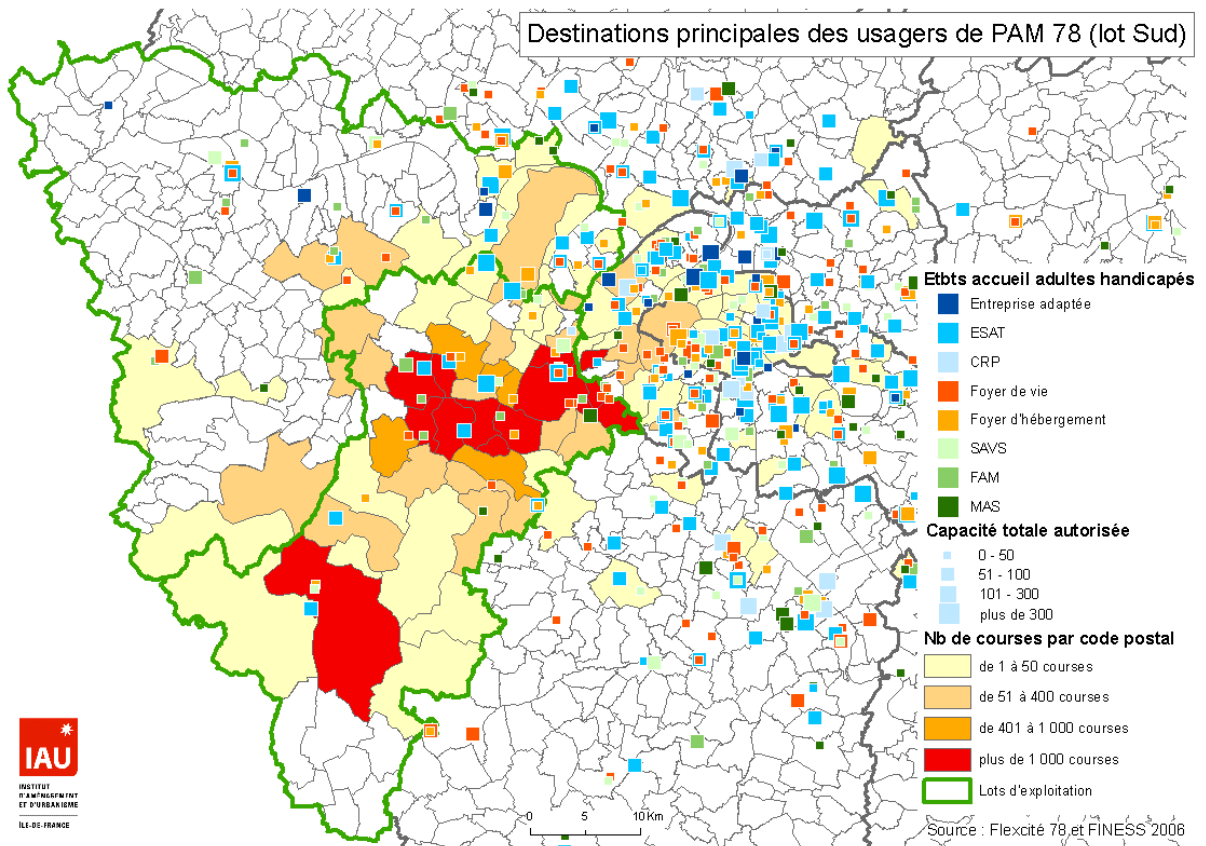 Destinations principales des usagers de PAM 78 (lot Sud)
Etbts accueil adultes handicapés
Entreprise adaptée
ESAT
CRP
Foyer de vie
Foyer d'hébergement
SAVS
FAM
MAS
Capacité totale autorisée
0 - 50
51 - 100
101 - 300
plus de 300
Nb de courses par code postal
de 1 à 50 courses
de 51 à 400 courses
de 401 à 1 000 courses
plus de 1 000 courses
Lots d'exploitation
Source : Flexcité 78 et FINESS 2006
0 5 10 Km
IAU
INSTITUT
D'AMÉNAGEMENT
ET D'URBANISME
ÎLE-DE-FRANCE